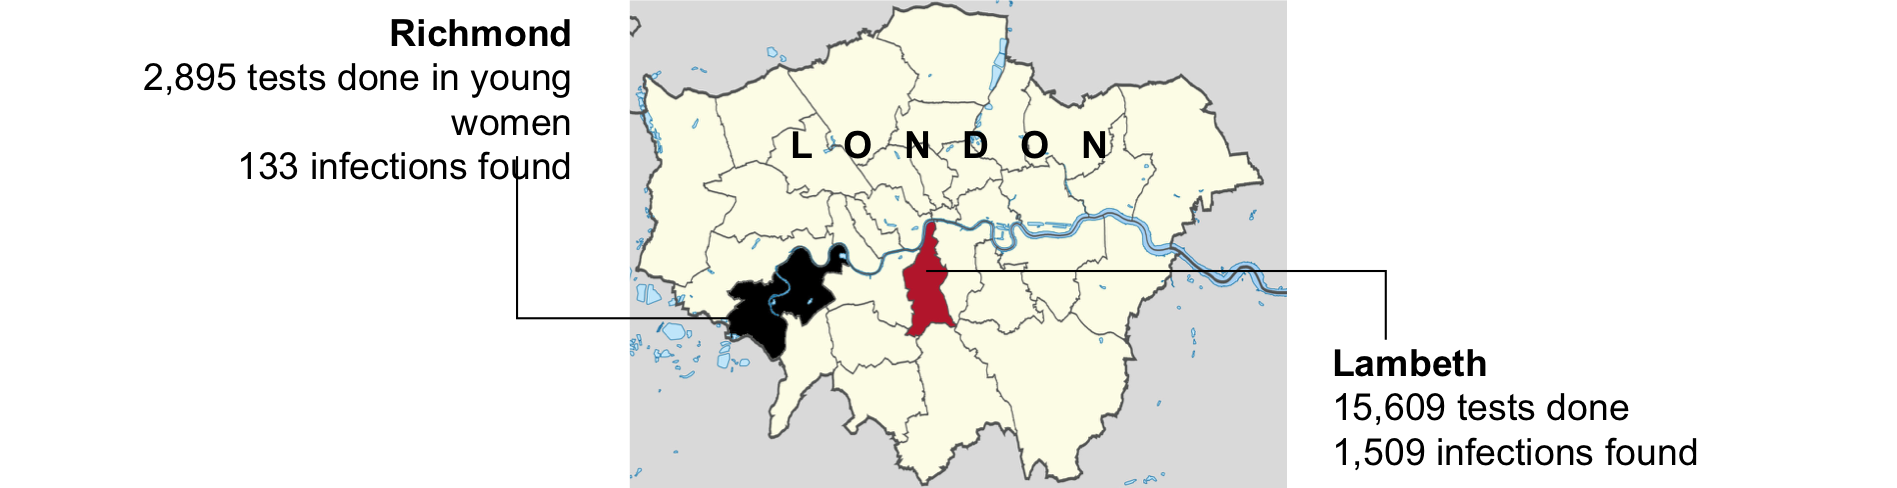 Richmond
2,895 tests done in young
women
133 infections found
L O N D O N
Lambeth
15,609 tests done
1,509 infections found